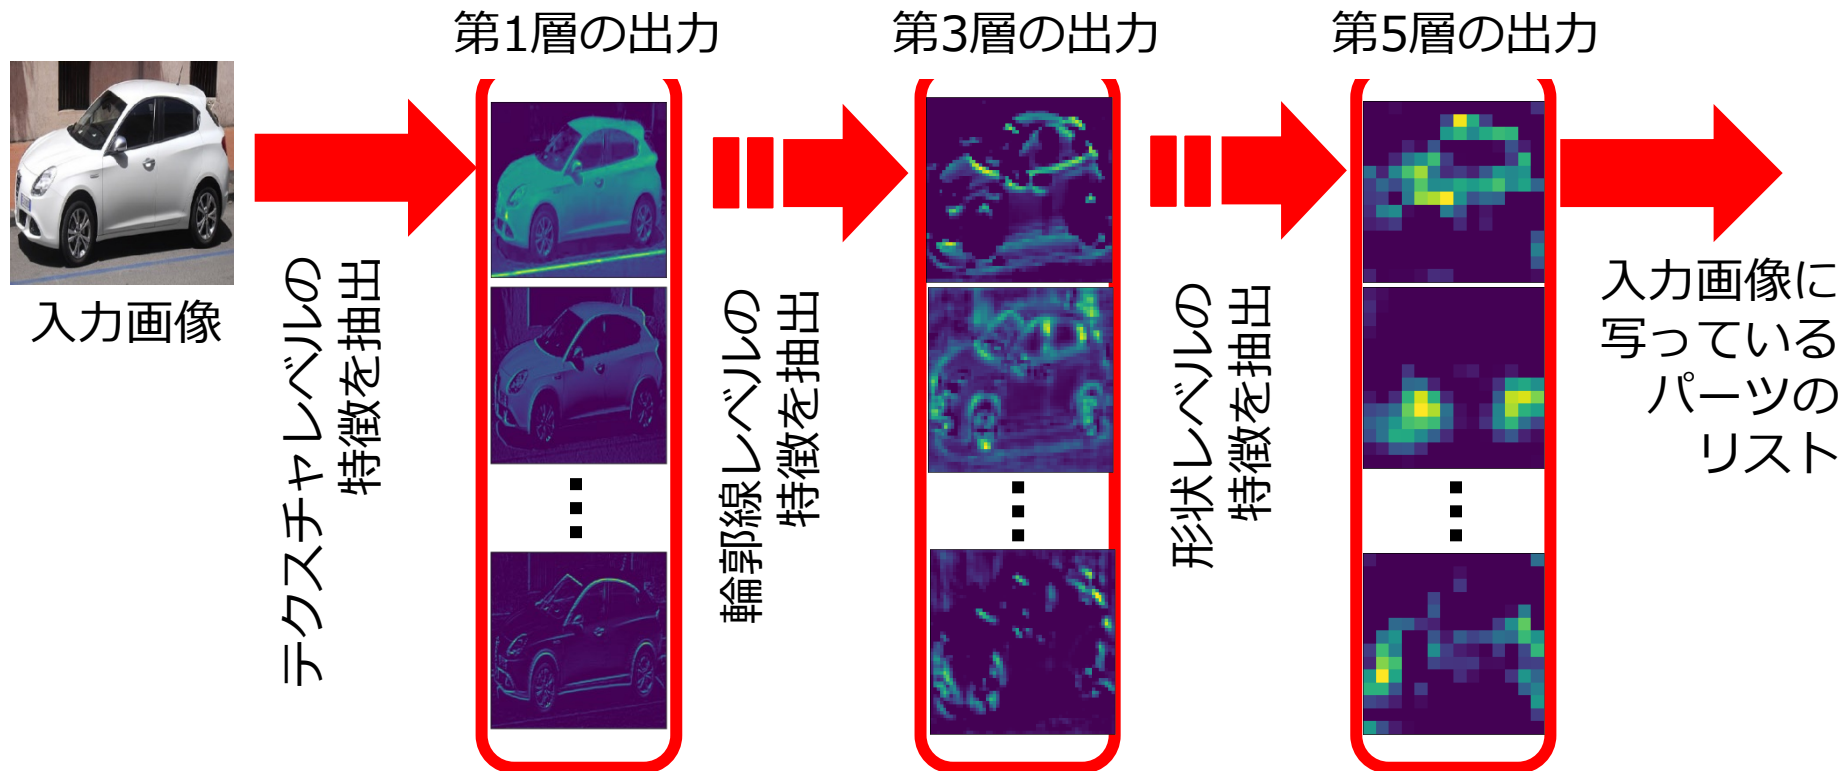 第1層の出力
第3層の出力
第5層の出力
入力画像
テクスチャレベルの
特徴を抽出
輪郭線レベルの
特徴を抽出
形状レベルの
特徴を抽出
入力画像に
写っている
パーツの
リスト